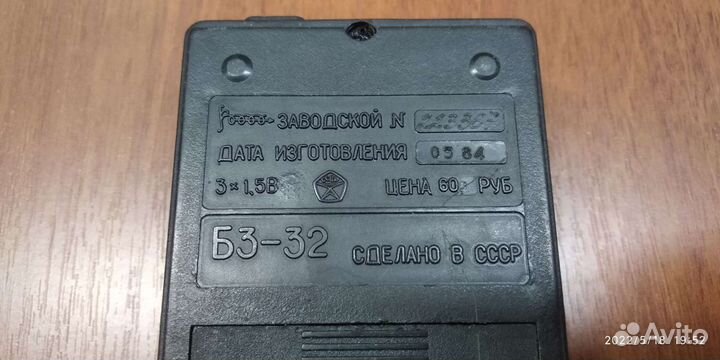 ЗАВОДСКОЙ N
ДАТА ИЗГОТОВЛЕНИЯ 05 84
3×1,5В ЦЕНА 60 РУБ
Б3-32 СДЕЛАНО В СССР
Avito
2022/5/18 19:52